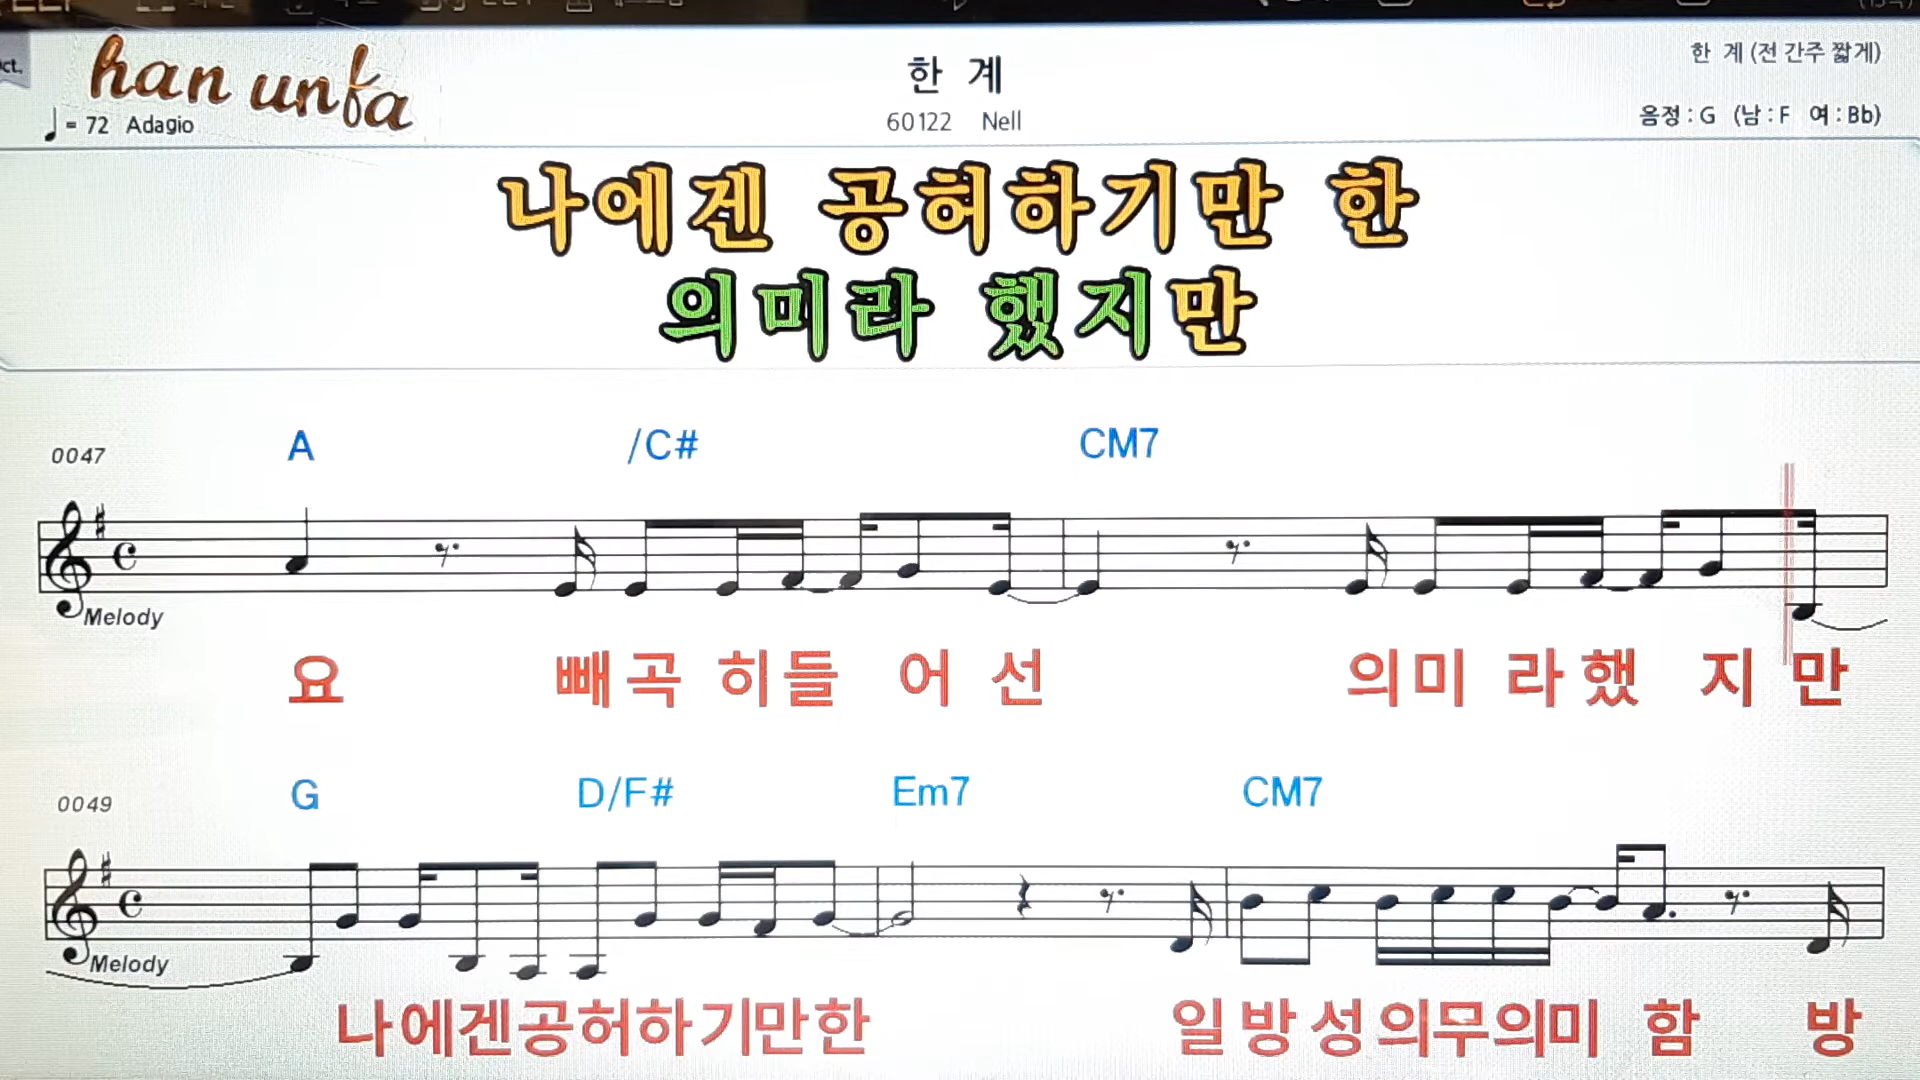 han unfa
한 계
한 계 (전 간주 짧게)
= 72 Adagio
60122 Nell
음정 : G (남 : F 여 : Bb)
나에겐 공허하기만 한
의미라 했지만
0047 A /C# CM7
Melody
요 빼곡 히들 어 선 의미 라했 지 만
0049 G D/F# Em7 CM7
Melody
나에겐공허하기만한 일방성의무의미 함 방